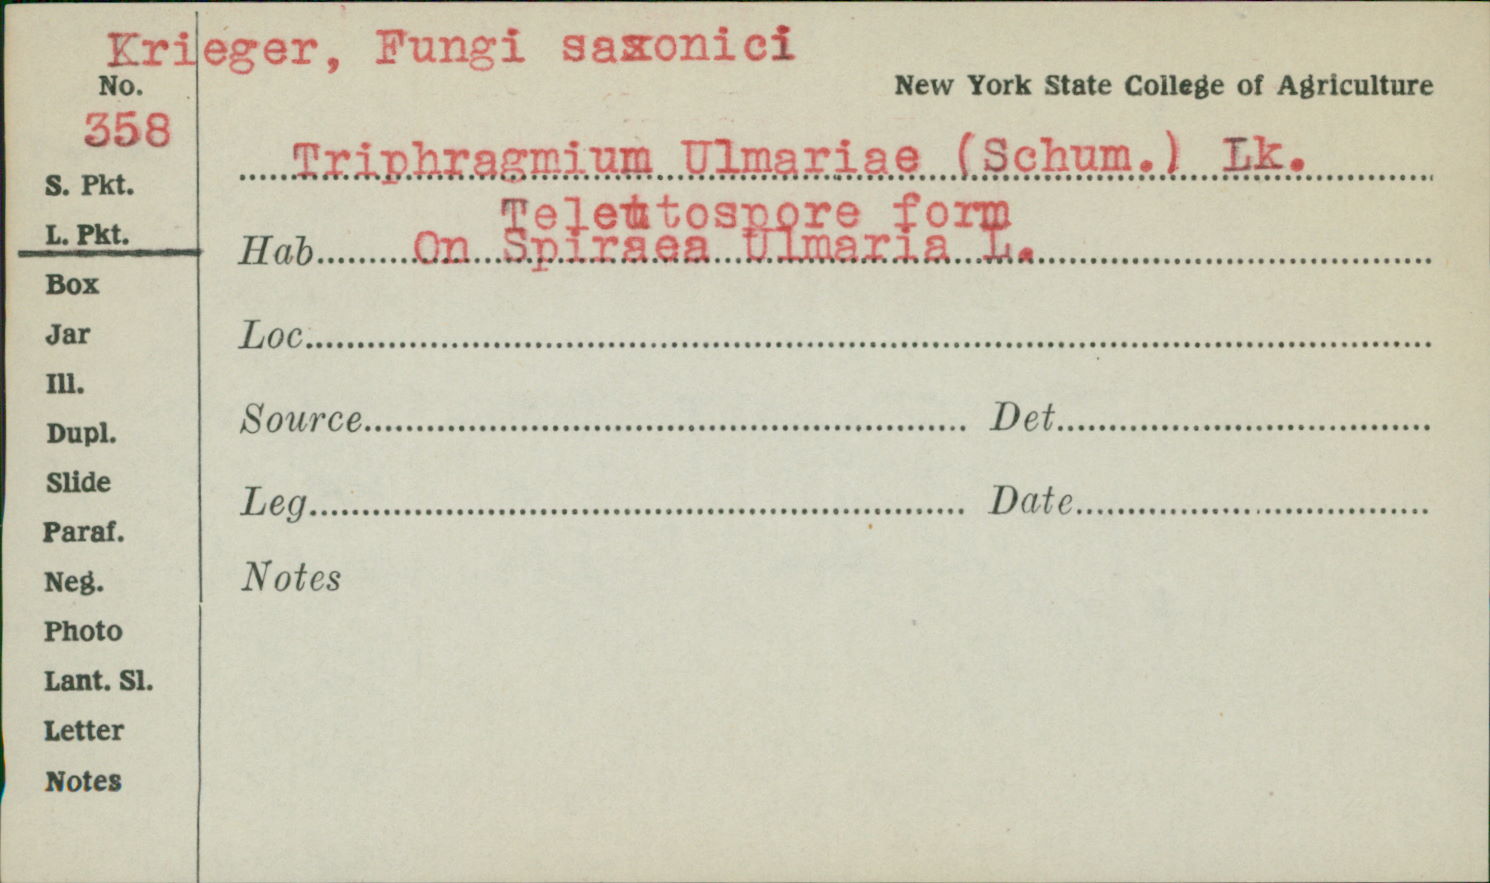 Krieger, Fungi saxonici
No.
New York State College of Agriculture
358
Triphragmium Ulmariae (Schum.) Lk.
S. Pkt.
Teleutospore form
L. Pkt.
Hab. On Spiraea Ulmaria L.
Box
Loc.
Jar
Ill.
Source Det.
Dupl.
Slide
Leg. Date
Paraf.
Notes
Neg.
Photo
Lant. Sl.
Letter
Notes